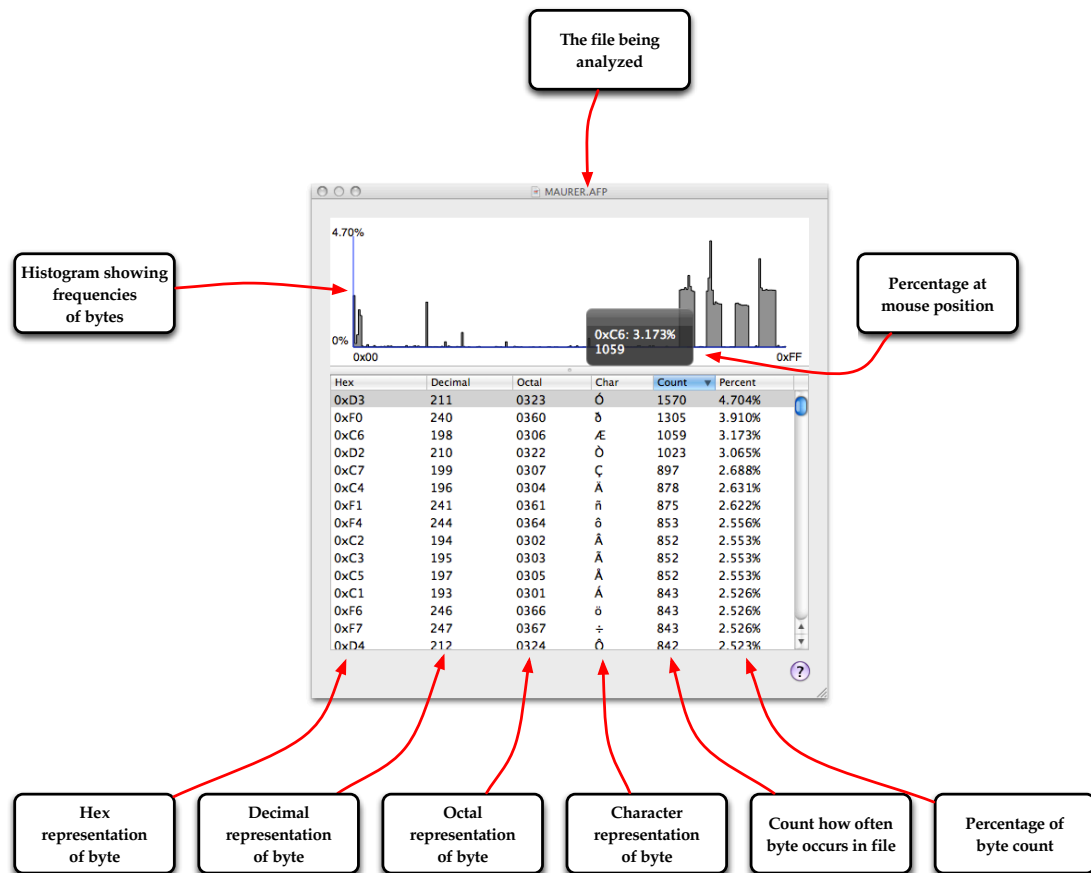 The file being
analyzed
MAURER.AFP
4.70%
Histogram showing
frequencies
of bytes
Percentage at
mouse position
0xC6: 3.173%
1059
0%
0x00 0xFF
Hex Decimal Octal Char Count Percent
0xD3 211 0323 Ó 1570 4.704%
0xF0 240 0360 ð 1305 3.910%
0xC6 198 0306 Æ 1059 3.173%
0xD2 210 0322 Ò 1023 3.065%
0xC7 199 0307 Ç 897 2.688%
0xC4 196 0304 Ä 878 2.631%
0xF1 241 0361 ñ 875 2.622%
0xF4 244 0364 ô 853 2.556%
0xC2 194 0302 Â 852 2.553%
0xC3 195 0303 Ã 852 2.553%
0xC5 197 0305 Å 852 2.553%
0xC1 193 0301 Á 843 2.526%
0xF6 246 0366 ö 843 2.526%
0xF7 247 0367 ÷ 843 2.526%
0xD4 212 0324 Ô 842 2.523%
?
Hex
representation
of byte
Decimal
representation
of byte
Octal
representation
of byte
Character
representation
of byte
Count how often
byte occurs in file
Percentage of
byte count